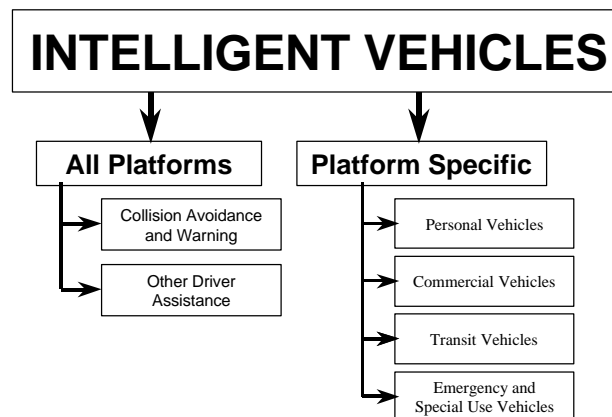 INTELLIGENT VEHICLES
All Platforms
Collision Avoidance
and Warning
Other Driver
Assistance
Platform Specific
Personal Vehicles
Commercial Vehicles
Transit Vehicles
Emergency and
Special Use Vehicles